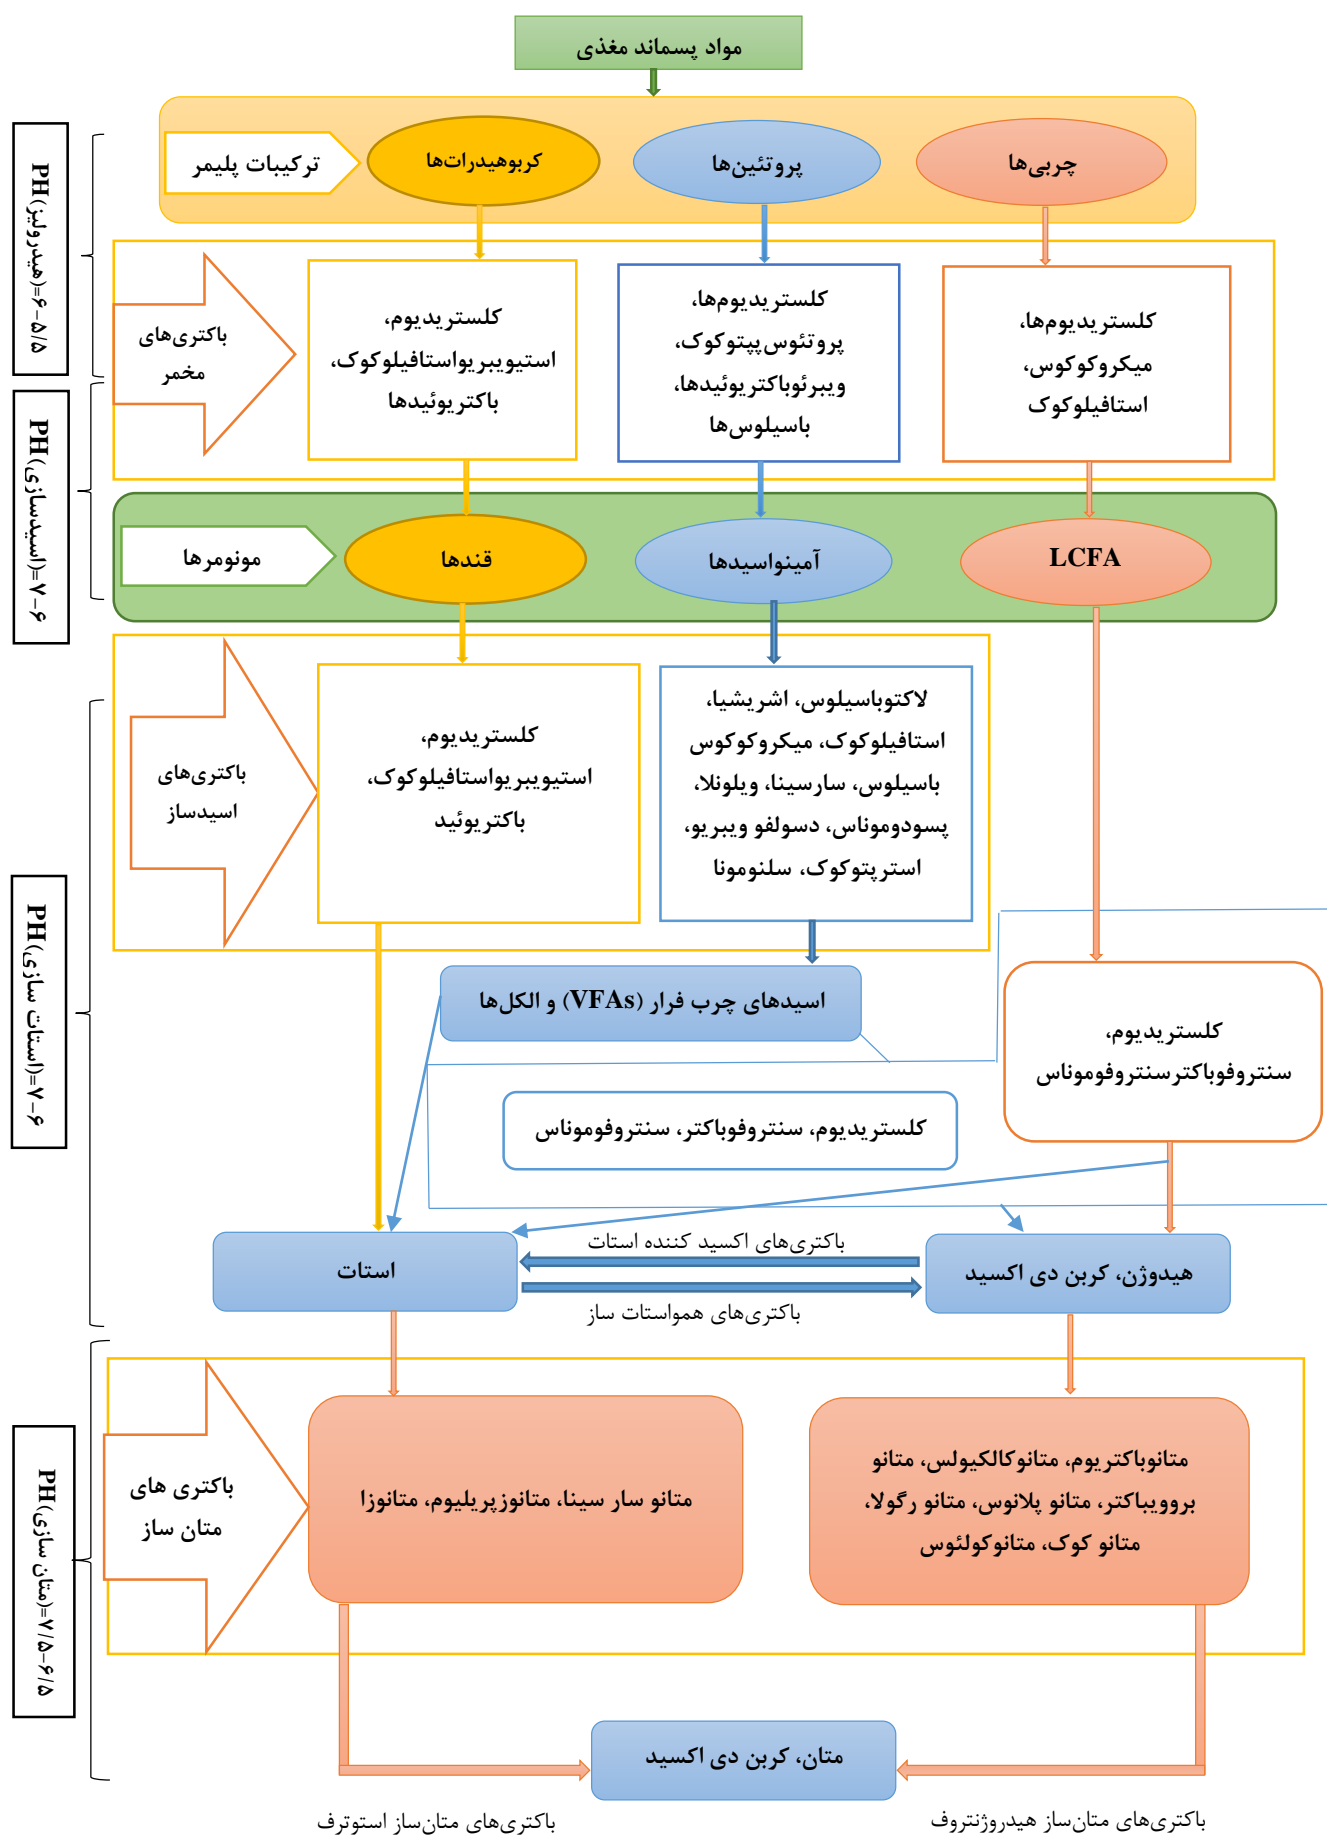 مواد پسماند مغذی
ترکیبات پلیمر
کربوهیدرات‌ها
پروتئین‌ها
چربی‌ها
PH(هیدرولیز)=۶-۵/۵
باکتری‌های
مخمر
کلستریدیوم،
استیویبریواستافیلوکوک،
باکتریوئیدها
کلستریدیوم‌ها،
پروتئوس‌پپتوکوک،
ویبرئوباکتریوئیدها،
باسیلوس‌ها
کلستریدیوم‌ها،
میکروکوکوس،
استافیلوکوک
PH(اسیدسازی)=۷-۶
مونومرها
قندها
آمینواسیدها
LCFA
باکتری‌های
اسیدساز
کلستریدیوم،
استیویبریواستافیلوکوک،
باکتریوئید
لاکتوباسیلوس، اشریشیا،
استافیلوکوک، میکروکوکوس
باسیلوس، سارسینا، ویلونلا،
پسودوموناس، دسولفو ویبریو،
استرپتوکوک، سلنومونا
PH(استات سازی)=۷-۶
اسیدهای چرب فرار (VFAs) و الکل‌ها
کلستریدیوم،
سنتروفوباکترسنتروفوموناس
کلستریدیوم، سنتروفوباکتر، سنتروفوموناس
استات
باکتری‌های اکسید کننده استات
باکتری‌های همواستات ساز
هیدوژن، کربن دی اکسید
PH(متان سازی)=۷/۵-۶/۵
باکتری های
متان ساز
متانو سار سینا، متانوزپریلیوم، متانوزا
متانوباکتریوم، متانوکالکیولس، متانو
بروویباکتر، متانو پلانوس، متانو رگولا،
متانو کوک، متانوکولئوس
متان، کربن دی اکسید
باکتری‌های متان‌ساز استوترف
باکتری‌های متان‌ساز هیدروژنتروف